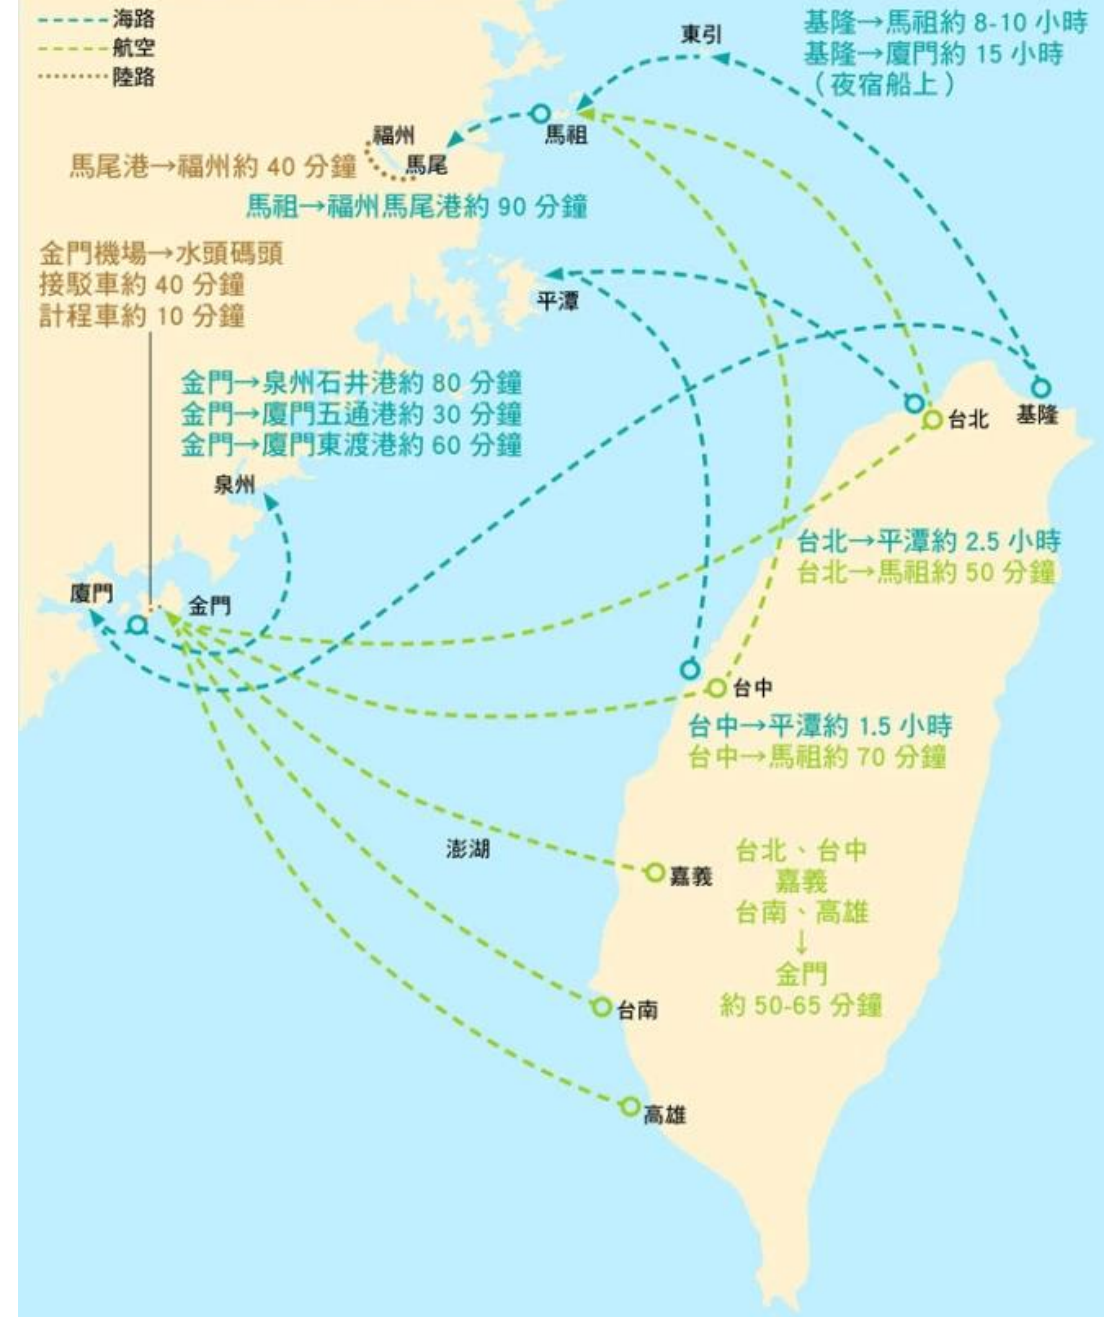 海路
航空
陸路
東引
基隆→馬祖約 8-10 小時
基隆→廈門約 15 小時
（夜宿船上）
福州
馬祖
馬尾港→福州約 40 分鐘
馬尾
馬祖→福州馬尾港約 90 分鐘
金門機場→水頭碼頭
接駁車約 40 分鐘
計程車約 10 分鐘
平潭
金門→泉州石井港約 80 分鐘
金門→廈門五通港約 30 分鐘
金門→廈門東渡港約 60 分鐘
台北
基隆
泉州
台北→平潭約 2.5 小時
台北→馬祖約 50 分鐘
廈門
金門
台中
台中→平潭約 1.5 小時
台中→馬祖約 70 分鐘
澎湖
嘉義
台北、台中
嘉義
台南、高雄
↓
金門
約 50-65 分鐘
台南
高雄